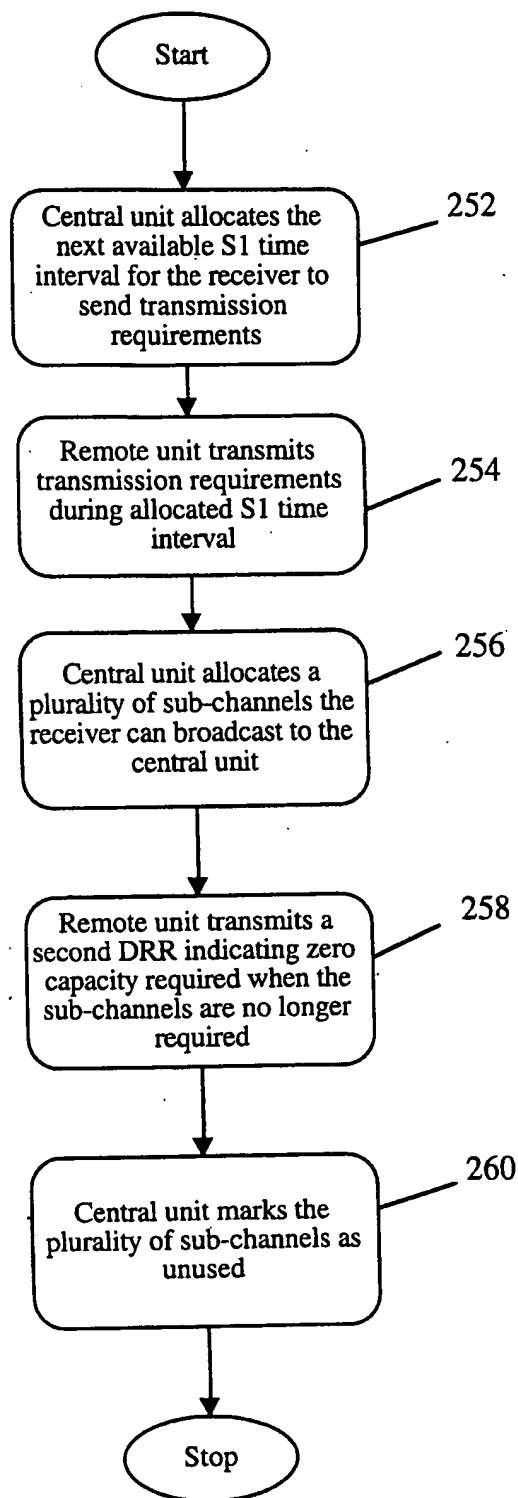 Start
Central unit allocates the
next available S1 time
interval for the receiver to
send transmission
requirements
252
Remote unit transmits
transmission requirements
during allocated S1 time
interval
254
Central unit allocates a
plurality of sub-channels the
receiver can broadcast to the
central unit
256
Remote unit transmits a
second DRR indicating zero
capacity required when the
sub-channels are no longer
required
258
Central unit marks the
plurality of sub-channels as
unused
260
Stop